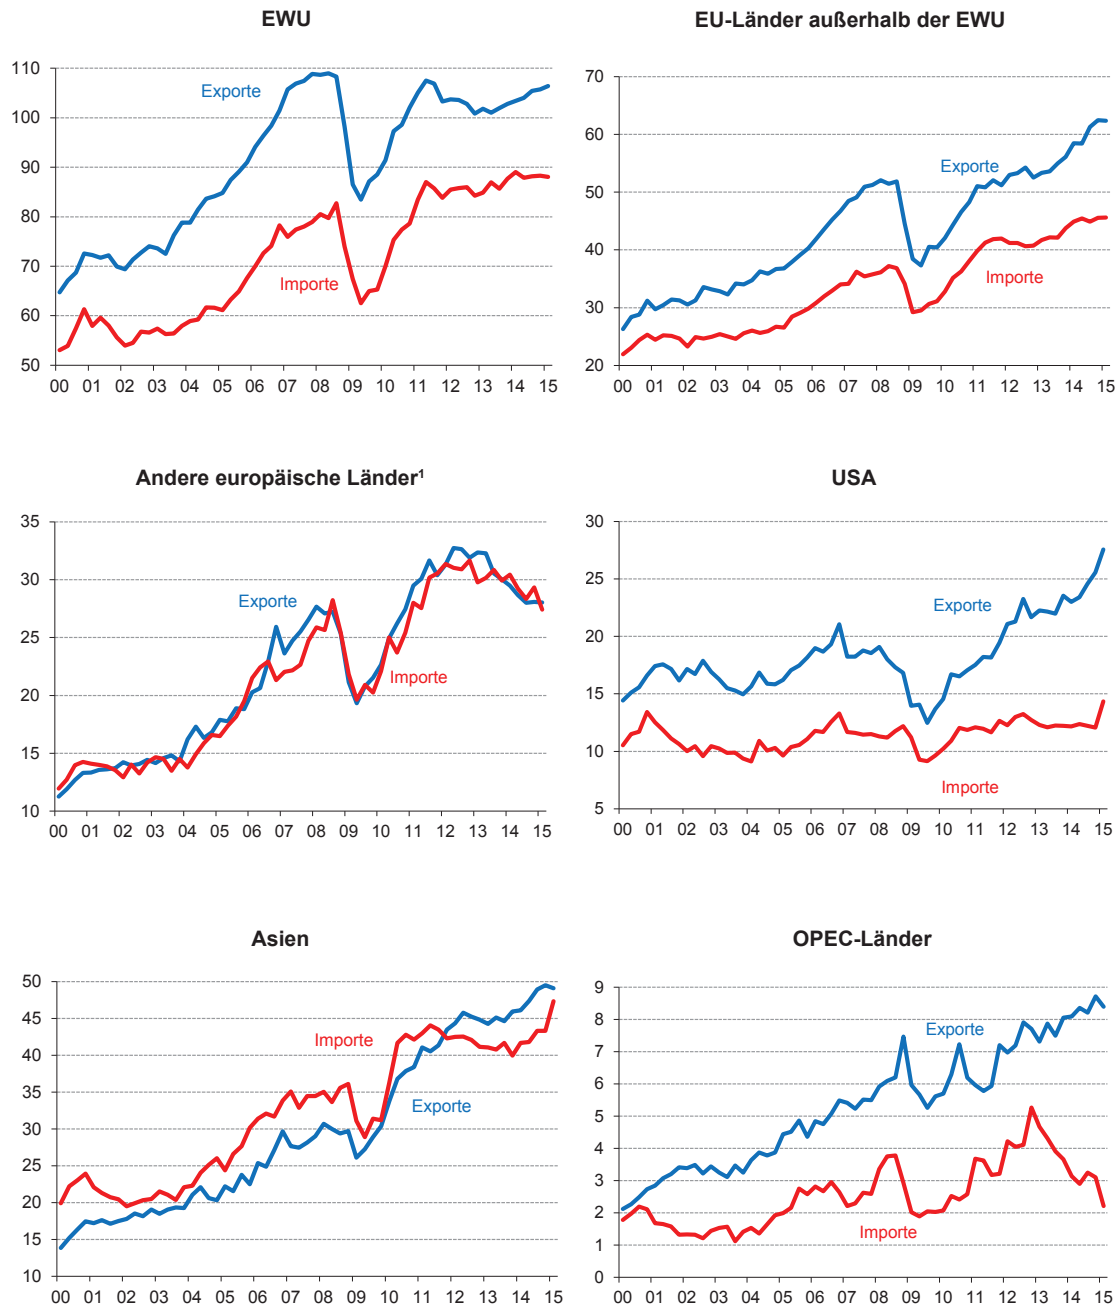 EWU
110
100
90
80
70
60
50
Exporte
Importe
00 01 02 03 04 05 06 07 08 09 10 11 12 13 14 15
EU-Länder außerhalb der EWU
70
60
50
40
30
20
Exporte
Importe
00 01 02 03 04 05 06 07 08 09 10 11 12 13 14 15
Andere europäische Länder¹
35
30
25
20
15
10
Exporte
Importe
00 01 02 03 04 05 06 07 08 09 10 11 12 13 14 15
USA
30
25
20
15
10
5
Exporte
Importe
00 01 02 03 04 05 06 07 08 09 10 11 12 13 14 15
Asien
50
45
40
35
30
25
20
15
10
Importe
Exporte
00 01 02 03 04 05 06 07 08 09 10 11 12 13 14 15
OPEC-Länder
9
8
7
6
5
4
3
2
1
0
Exporte
Importe
00 01 02 03 04 05 06 07 08 09 10 11 12 13 14 15